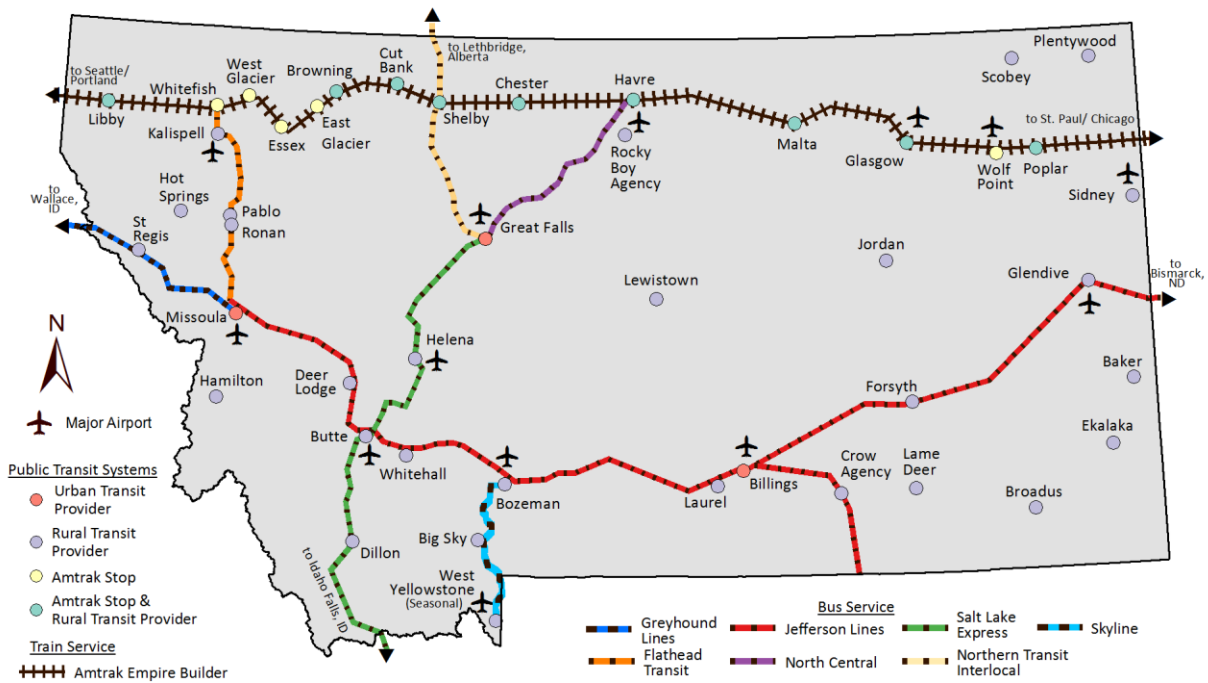 to Lethbridge,
Alberta
Plentywood
Scobey
West
Glacier
Browning
Cut
Bank
to Seattle/
Portland
Whitefish
Chester
Havre
Libby
Shelby
East
Glacier
Essex
Kalispell
Malta
to St. Paul/ Chicago
Glasgow
Wolf
Point
Poplar
Rocky
Boy
Agency
Sidney
to
Wallace,
ID
Hot
Springs
St
Regis
Pablo
Ronan
Great Falls
Jordan
Lewistown
Glendive
to
Bismarck,
ND
Missoula
N
Helena
Hamilton
Deer
Lodge
Forsyth
Baker
Major Airport
Butte
Whitehall
Ekalaka
Crow
Agency
Lame
Deer
Billings
Laurel
Bozeman
Broadus
Public Transit Systems
Urban Transit
Provider
Rural Transit
Provider
Amtrak Stop
Amtrak Stop &
Rural Transit Provider
Train Service
Amtrak Empire Builder
Dillon
Big Sky
to Idaho Falls, ID
West
Yellowstone
(Seasonal)
Bus Service
Greyhound
Lines
Jefferson Lines
Salt Lake
Express
Skyline
Flathead
Transit
North Central
Northern Transit
Interlocal